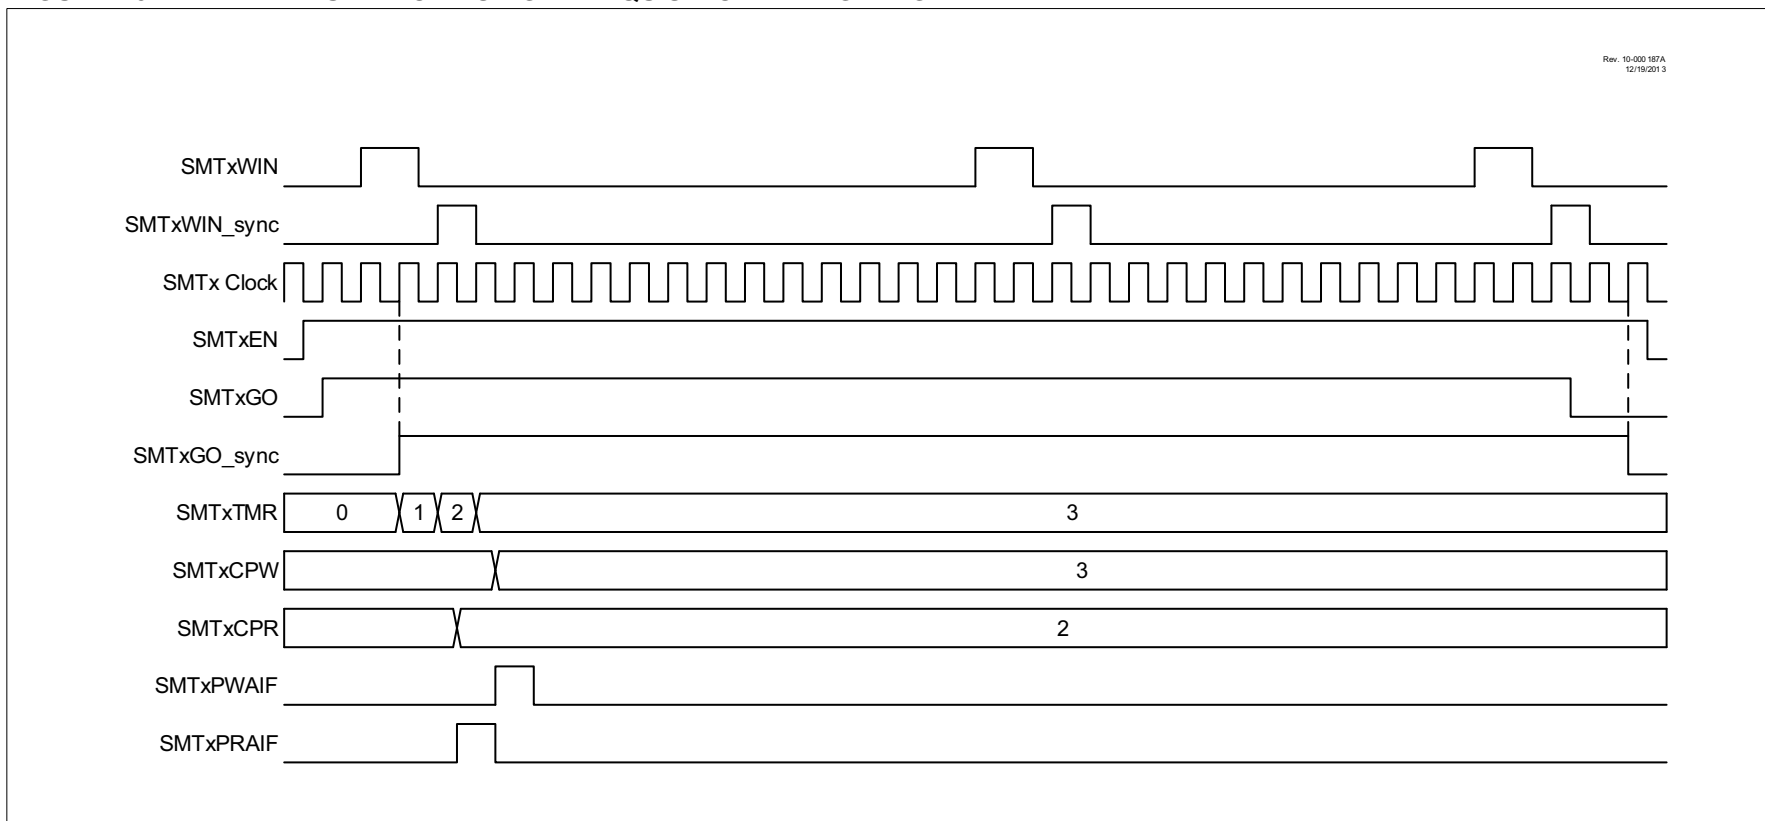 Rev. 10-000 187A
12/19/201 3
SMTxWIN
SMTxWIN_sync
SMTx Clock
SMTxEN
SMTxGO
SMTxGO_sync
SMTxTMR 0 1 2 3
SMTxCPW 3
SMTxCPR 2
SMTxPWAIF
SMTxPRAIF